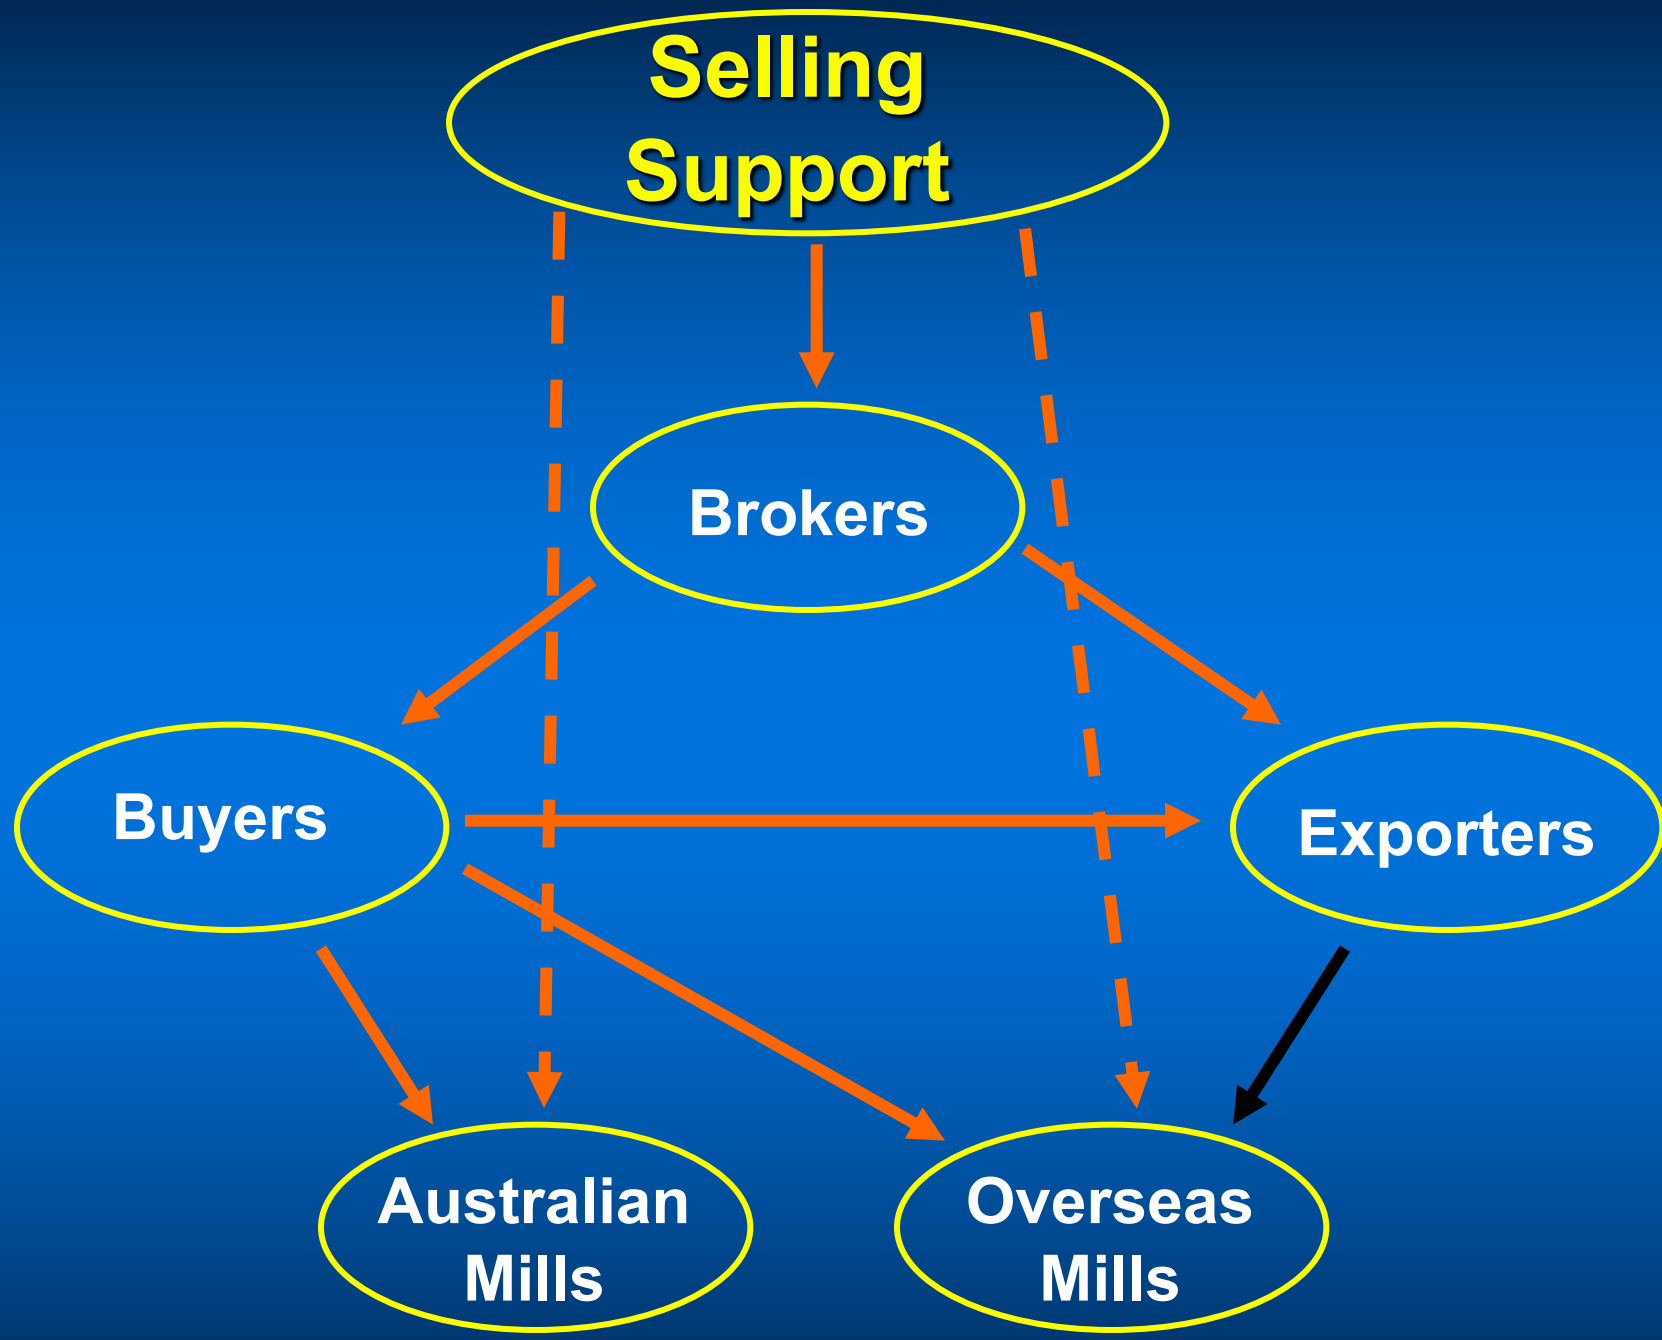 Selling
Support
Brokers
Buyers
Exporters
Australian
Mills
Overseas
Mills